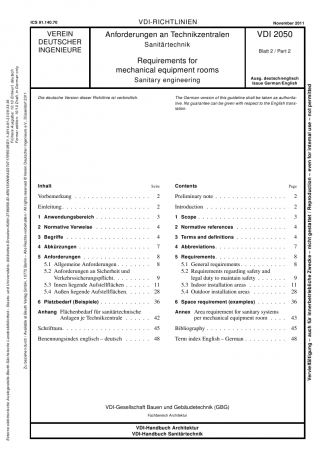 ICS 91.140.70
VDI-RICHTLINIEN
November 2011
VEREIN
DEUTSCHER
INGENIEURE
Anforderungen an Technikzentralen
Sanitärtechnik
Requirements for
mechanical equipment rooms
Sanitary engineering
VDI 2050
Blatt 2 / Part 2
Ausg. deutsch/englisch
Issue German/English
Die deutsche Version dieser Richtlinie ist verbindlich.
The German version of this guideline shall be taken as authorita-
tive. No guarantee can be given with respect to the English trans-
lation.
Inhalt Seite
Vorbemerkung 2
Einleitung 2
1 Anwendungsbereich 3
2 Normative Verweise 4
3 Begriffe 4
4 Abkürzungen 7
5 Anforderungen 8
5.1 Allgemeine Anforderungen 8
5.2 Anforderungen an Sicherheit und
Verkehrssicherungspflicht 9
5.3 Innen liegende Aufstellflächen 11
5.4 Außen liegende Aufstellflächen 28
6 Platzbedarf (Beispiele) 36
Anhang Flächenbedarf für sanitärtechnische
Anlagen je Technikzentrale 42
Schrifttum 45
Benennungsindex englisch – deutsch 48
Contents Page
Preliminary note 2
Introduction 2
1 Scope 3
2 Normative references 4
3 Terms and definitions 4
4 Abbreviations 7
5 Requirements 8
5.1 General requirements 8
5.2 Requirements regarding safety and
legal duty to maintain safety 9
5.3 Indoor installation areas 11
5.4 Outdoor installation areas 28
6 Space requirement (examples) 36
Annex Area requirement for sanitary systems
per mechanical equipment room 43
Bibliography 45
Term index English – German 48
VDI-Gesellschaft Bauen und Gebäudetechnik (GBG)
Fachbereich Architektur
VDI-Handbuch Architektur
VDI-Handbuch Sanitärtechnik
Vervielfältigung – auch für innerbetriebliche Zwecke – nicht gestattet / Reproduction – even for internal use – not permitted